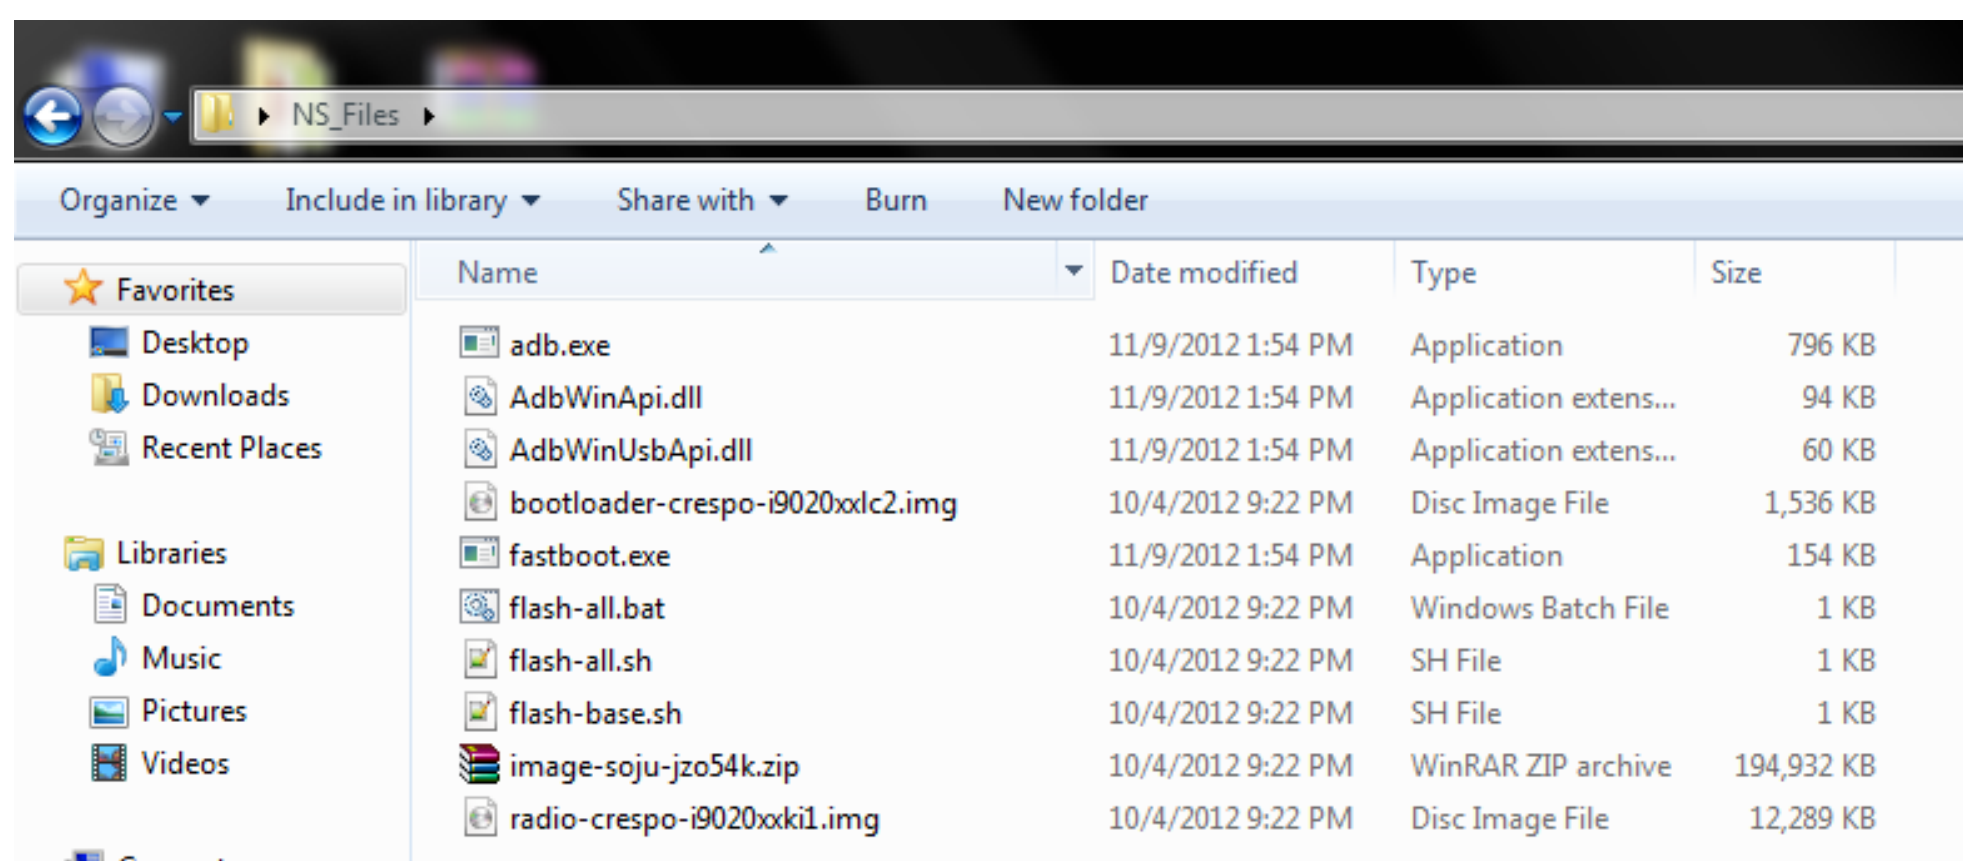 NS_Files
Organize Include in library Share with Burn New folder
Name Date modified Type Size
Favorites
Desktop
Downloads
Recent Places
Libraries
Documents
Music
Pictures
Videos
adb.exe 11/9/2012 1:54 PM Application 796 KB
AdbWinApi.dll 11/9/2012 1:54 PM Application extens... 94 KB
AdbWinUsbApi.dll 11/9/2012 1:54 PM Application extens... 60 KB
bootloader-crespo-i9020xxlc2.img 10/4/2012 9:22 PM Disc Image File 1,536 KB
fastboot.exe 11/9/2012 1:54 PM Application 154 KB
flash-all.bat 10/4/2012 9:22 PM Windows Batch File 1 KB
flash-all.sh 10/4/2012 9:22 PM SH File 1 KB
flash-base.sh 10/4/2012 9:22 PM SH File 1 KB
image-soju-jzo54k.zip 10/4/2012 9:22 PM WinRAR ZIP archive 194,932 KB
radio-crespo-i9020xxki1.img 10/4/2012 9:22 PM Disc Image File 12,289 KB